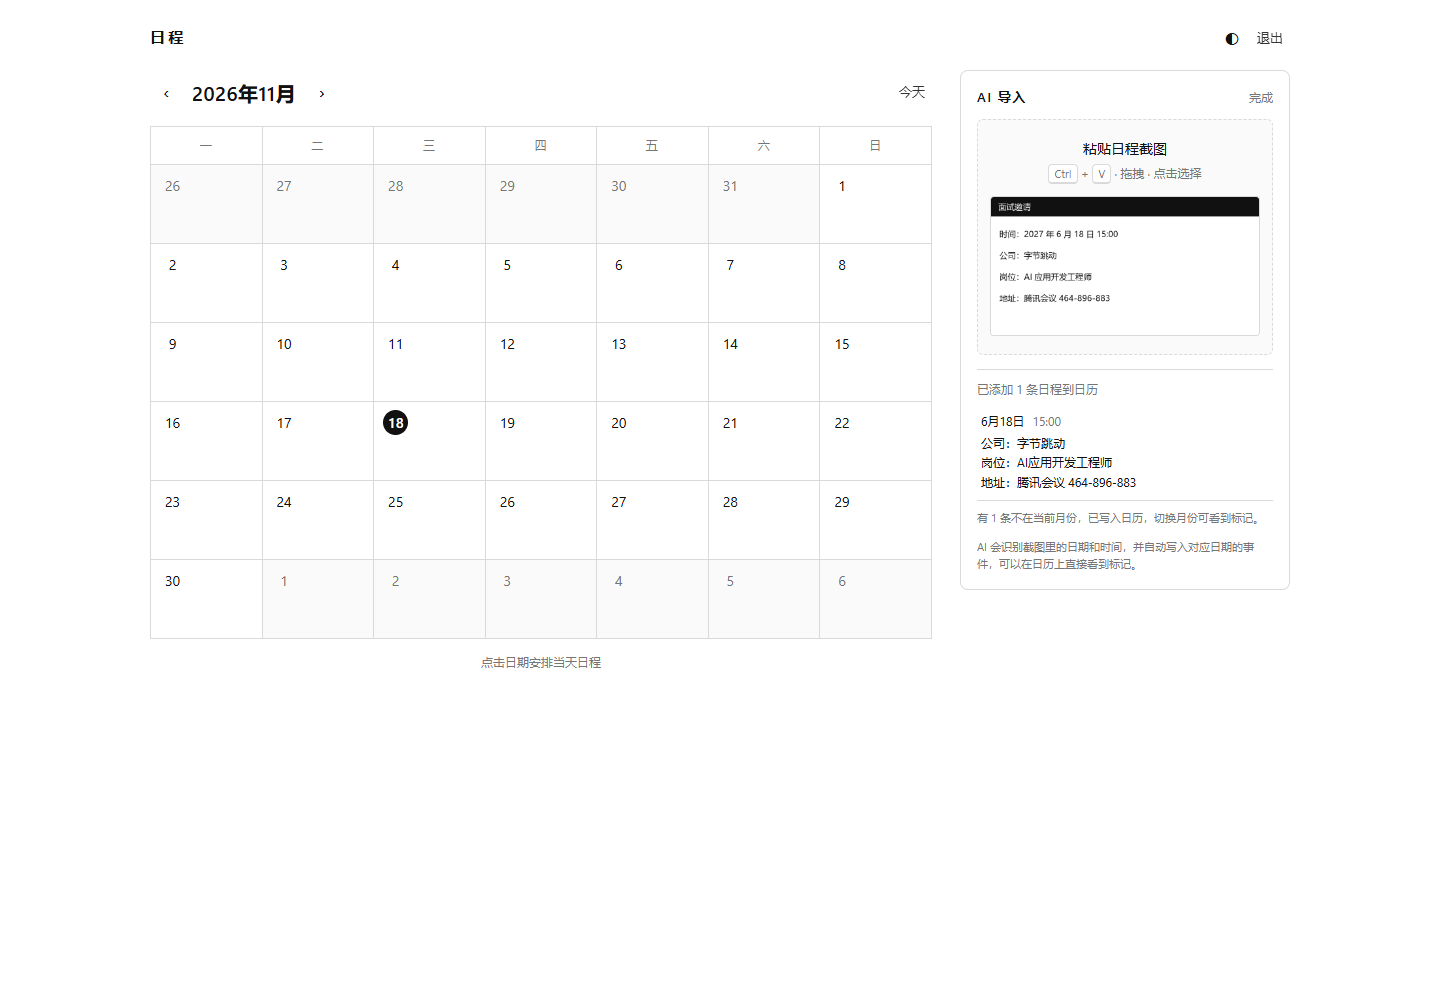 日程
退出
‹ 2026年11月 ›
今天
一 二 三 四 五 六 日
26 27 28 29 30 31 1
2 3 4 5 6 7 8
9 10 11 12 13 14 15
16 17 18 19 20 21 22
23 24 25 26 27 28 29
30 1 2 3 4 5 6
点击日期安排当天日程
AI 导入
完成
粘贴日程截图
Ctrl + V · 拖拽 · 点击选择
面试邀请
时间：2027 年 6 月 18 日 15:00
公司：字节跳动
岗位：AI 应用开发工程师
地址：腾讯会议 464-896-883
已添加 1 条日程到日历
6月18日 15:00
公司：字节跳动
岗位：AI应用开发工程师
地址：腾讯会议 464-896-883
有 1 条不在当前月份，已写入日历，切换月份可看到标记。
AI 会识别截图里的日期和时间，并自动写入对应日期的事
件，可以在日历上直接看到标记。